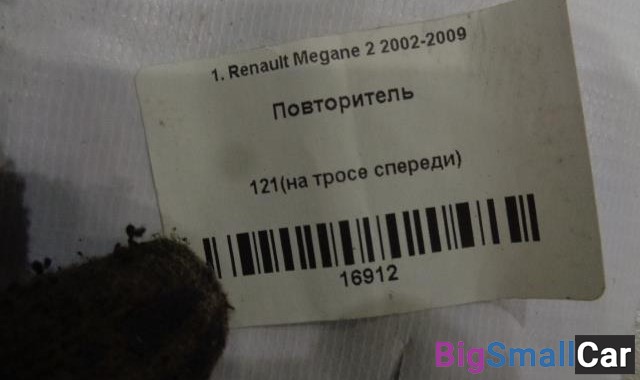 1. Renault Megane 2 2002-2009
Повторитель
121(на тросе спереди)
16912
BigSmallCar